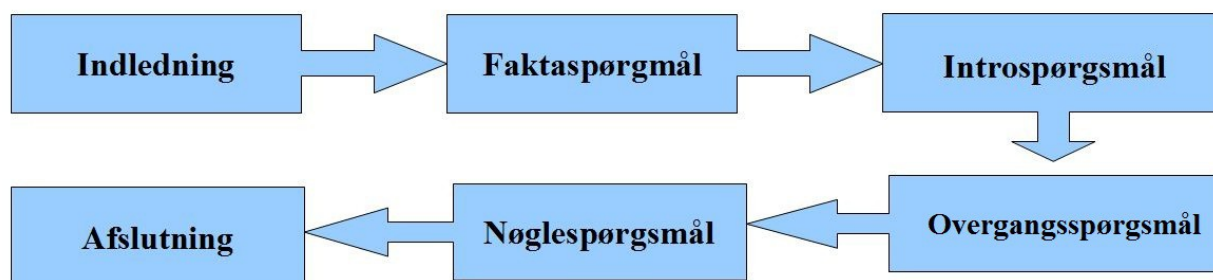 Indledning
Faktaspørgmål
Introspørgsmål
Overgangsspørgsmål
Nøglespørgsmål
Afslutning